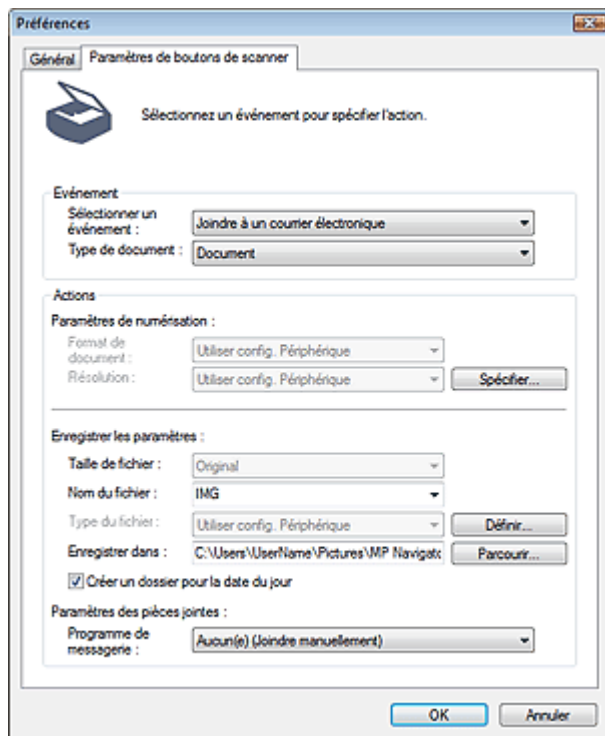 Préférences
Général
Paramètres de boutons de scanner
Sélectionnez un événement pour spécifier l'action.
Evénement
Sélectionner un
événement :
Joindre à un courrier électronique
Type de document :
Document
Actions
Paramètres de numérisation :
Format de
document :
Utiliser config. Périphérique
Résolution :
Utiliser config. Périphérique
Spécifier...
Enregistrer les paramètres :
Taille de fichier :
Original
Nom du fichier :
IMG
Type du fichier :
Utiliser config. Périphérique
Définir...
Enregistrer dans :
C:\Users\UserName\Pictures\MP Navigato
Parcourir...
Créer un dossier pour la date du jour
Paramètres des pièces jointes :
Programme de
messagerie :
Aucun(e) (Joindre manuellement)
OK
Annuler